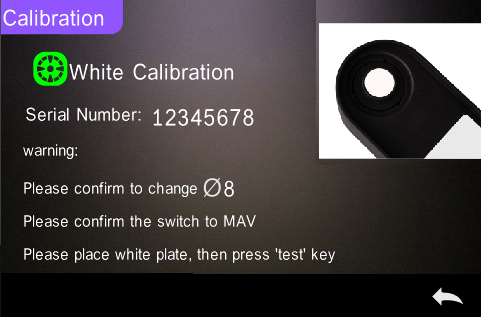 Calibration
White Calibration
Serial Number: 12345678
warning:
Please confirm to change Ø8
Please confirm the switch to MAV
Please place white plate, then press 'test' key